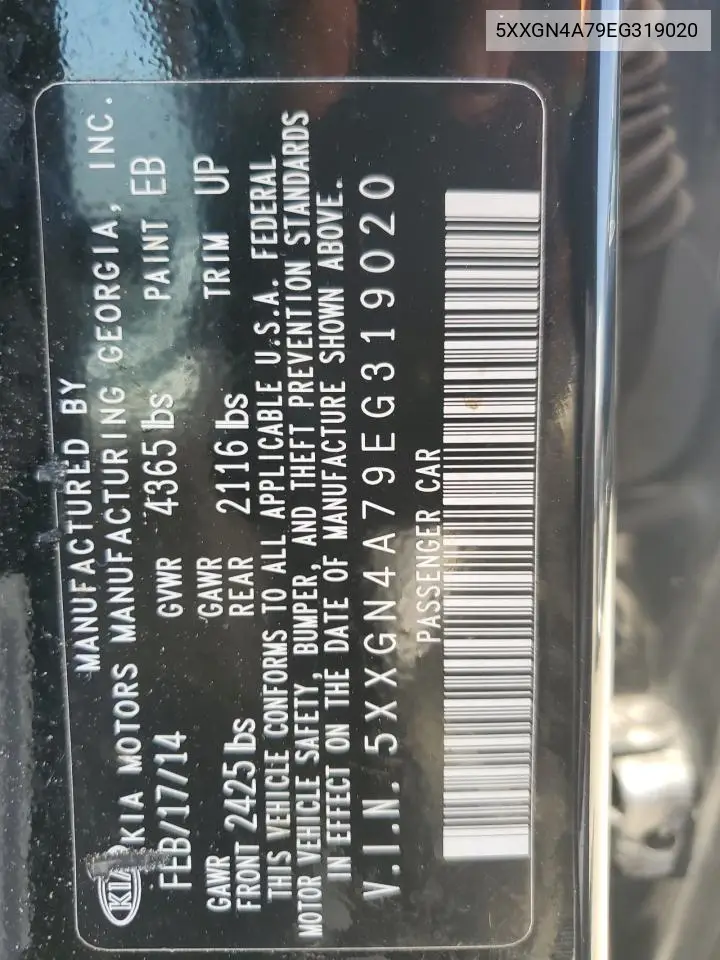 5XXGN4A79EG319020
MANUFACTURED BY
KIA KIA MOTORS MANUFACTURING GEORGIA, INC.
FEB/17/14 GVWR 4365 lbs PAINT EB
GAWR FRONT 2425 lbs GAWR REAR 2116 lbs TRIM UP
THIS VEHICLE CONFORMS TO ALL APPLICABLE U.S.A. FEDERAL
MOTOR VEHICLE SAFETY, BUMPER, AND THEFT PREVENTION STANDARDS
IN EFFECT ON THE DATE OF MANUFACTURE SHOWN ABOVE.
V.I.N. 5XXGN4A79EG319020
PASSENGER CAR